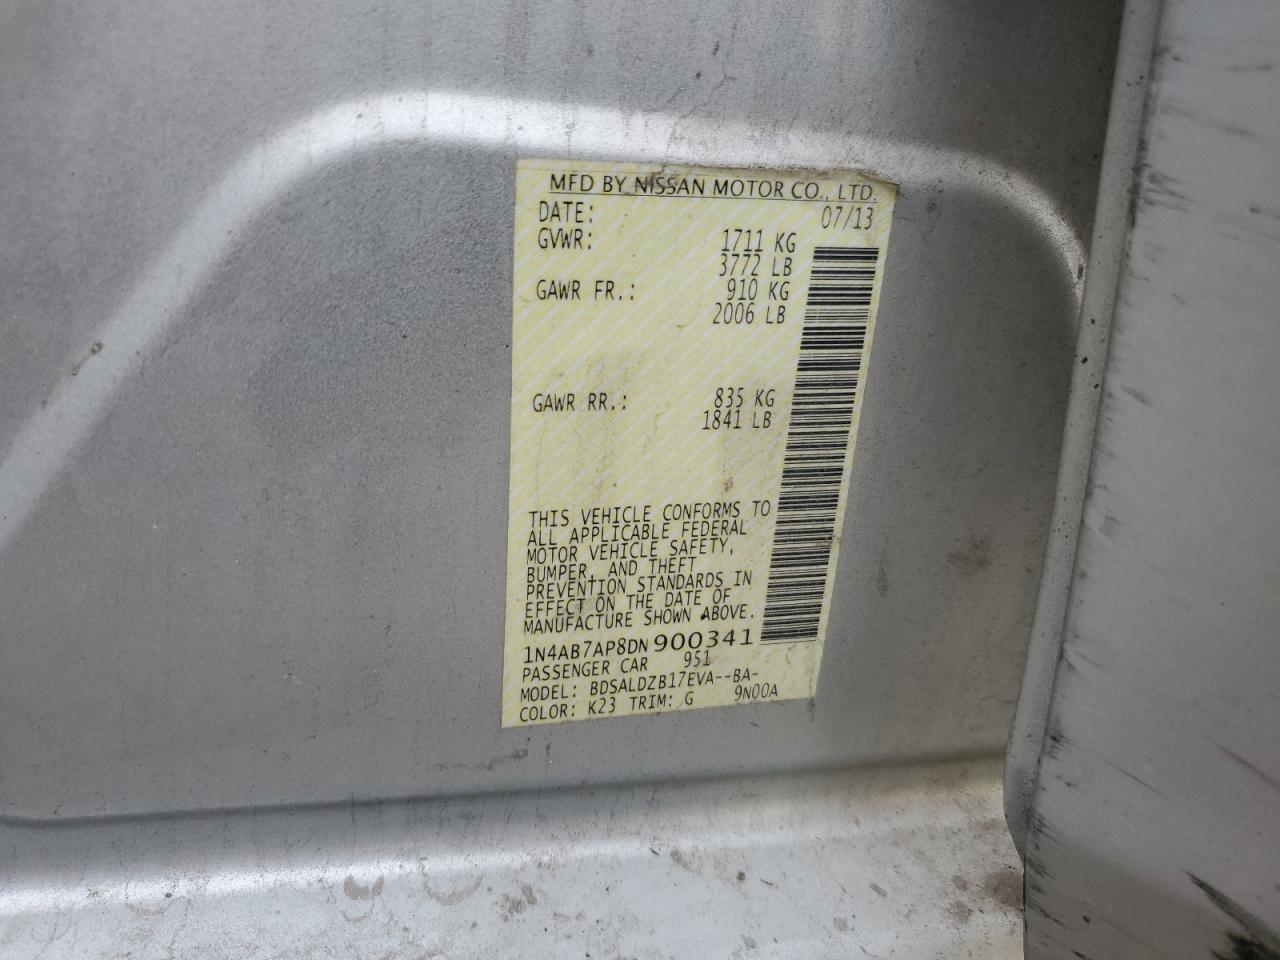 MFD BY NISSAN MOTOR CO., LTD.
DATE: 07/13
GVWR: 1711 KG
3772 LB
GAWR FR.: 910 KG
2006 LB
GAWR RR.: 835 KG
1841 LB
THIS VEHICLE CONFORMS TO
ALL APPLICABLE FEDERAL
MOTOR VEHICLE SAFETY,
BUMPER, AND THEFT
PREVENTION STANDARDS IN
EFFECT ON THE DATE OF
MANUFACTURE SHOWN ABOVE.
1N4AB7AP8DN900341
PASSENGER CAR 951
MODEL: BDSALDZB17EVA--BA-
COLOR: K23 TRIM: G 9N00A